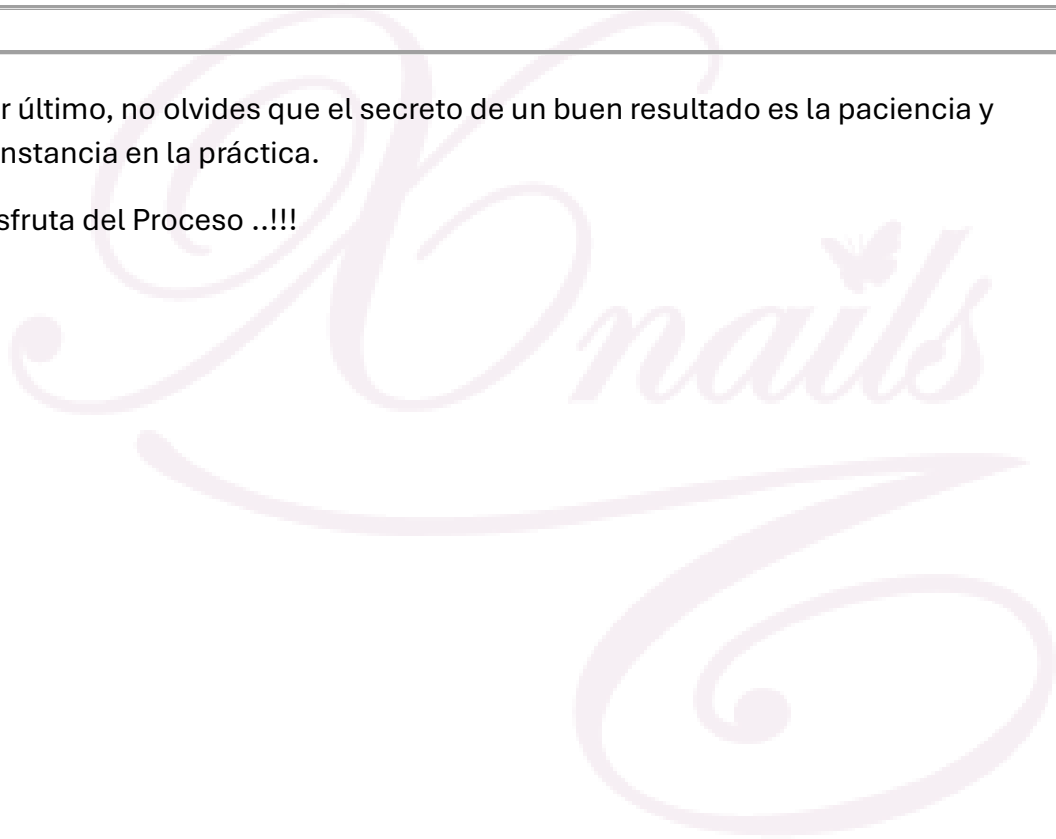 r último, no olvides que el secreto de un buen resultado es la paciencia y
nstancia en la práctica.
sfruta del Proceso ..!!!
Xnails